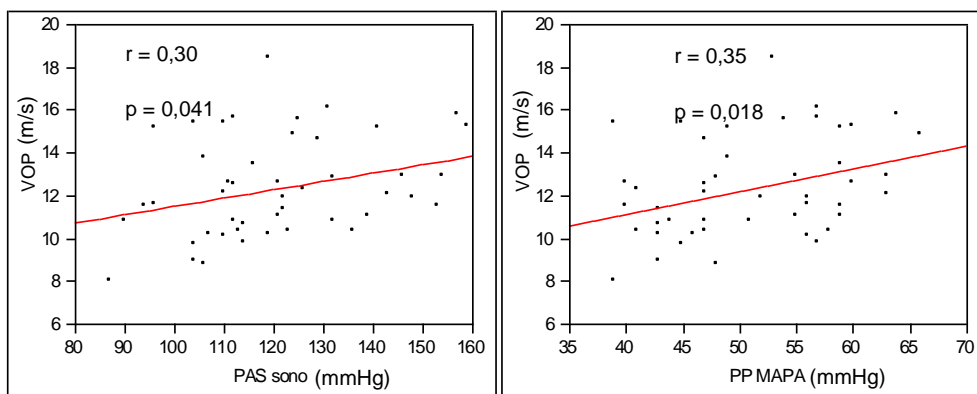 20
18
16
14
12
10
8
6
VOP (m/s)
r = 0,30
p = 0,041
80 90 100 110 120 130 140 150 160
PAS sono (mmHg)
20
18
16
14
12
10
8
6
VOP (m/s)
r = 0,35
p = 0,018
35 40 45 50 55 60 65 70
PP MAPA (mmHg)